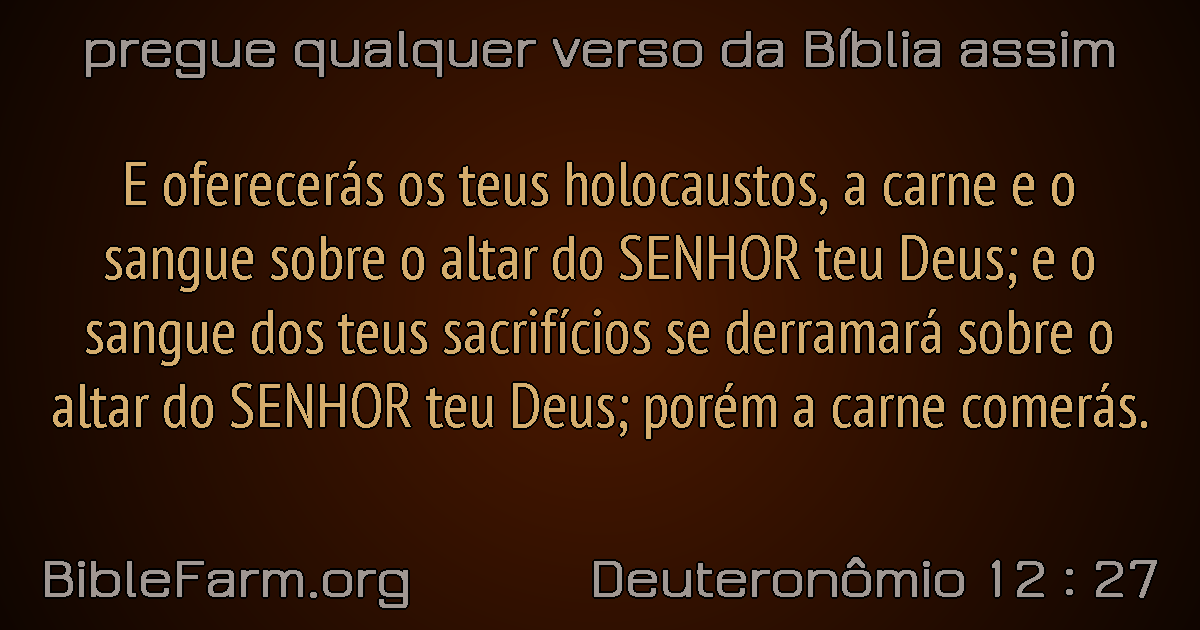 pregue qualquer verso da Bíblia assim
E oferecerás os teus holocaustos, a carne e o
sangue sobre o altar do SENHOR teu Deus; e o
sangue dos teus sacrifícios se derramará sobre o
altar do SENHOR teu Deus; porém a carne comerás.
BibleFarm.org
Deuteronômio 12 : 27